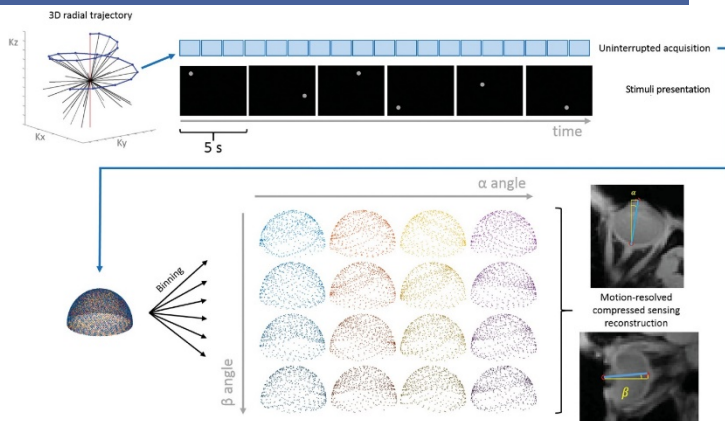 3D radial trajectory
Kz
Kx
Ky
Uninterrupted acquisition
Stimuli presentation
time
5 s
α angle
β angle
Binning
α
Motion-resolved
compressed sensing
reconstruction
β